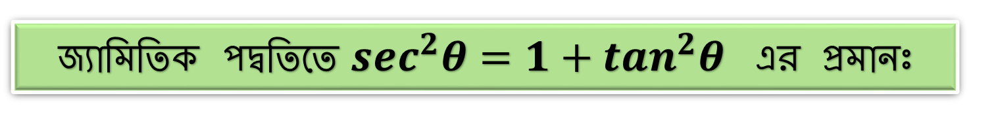 জ্যামিতিক পদ্বতিতে sec²θ = 1 + tan²θ এর প্রমানঃ